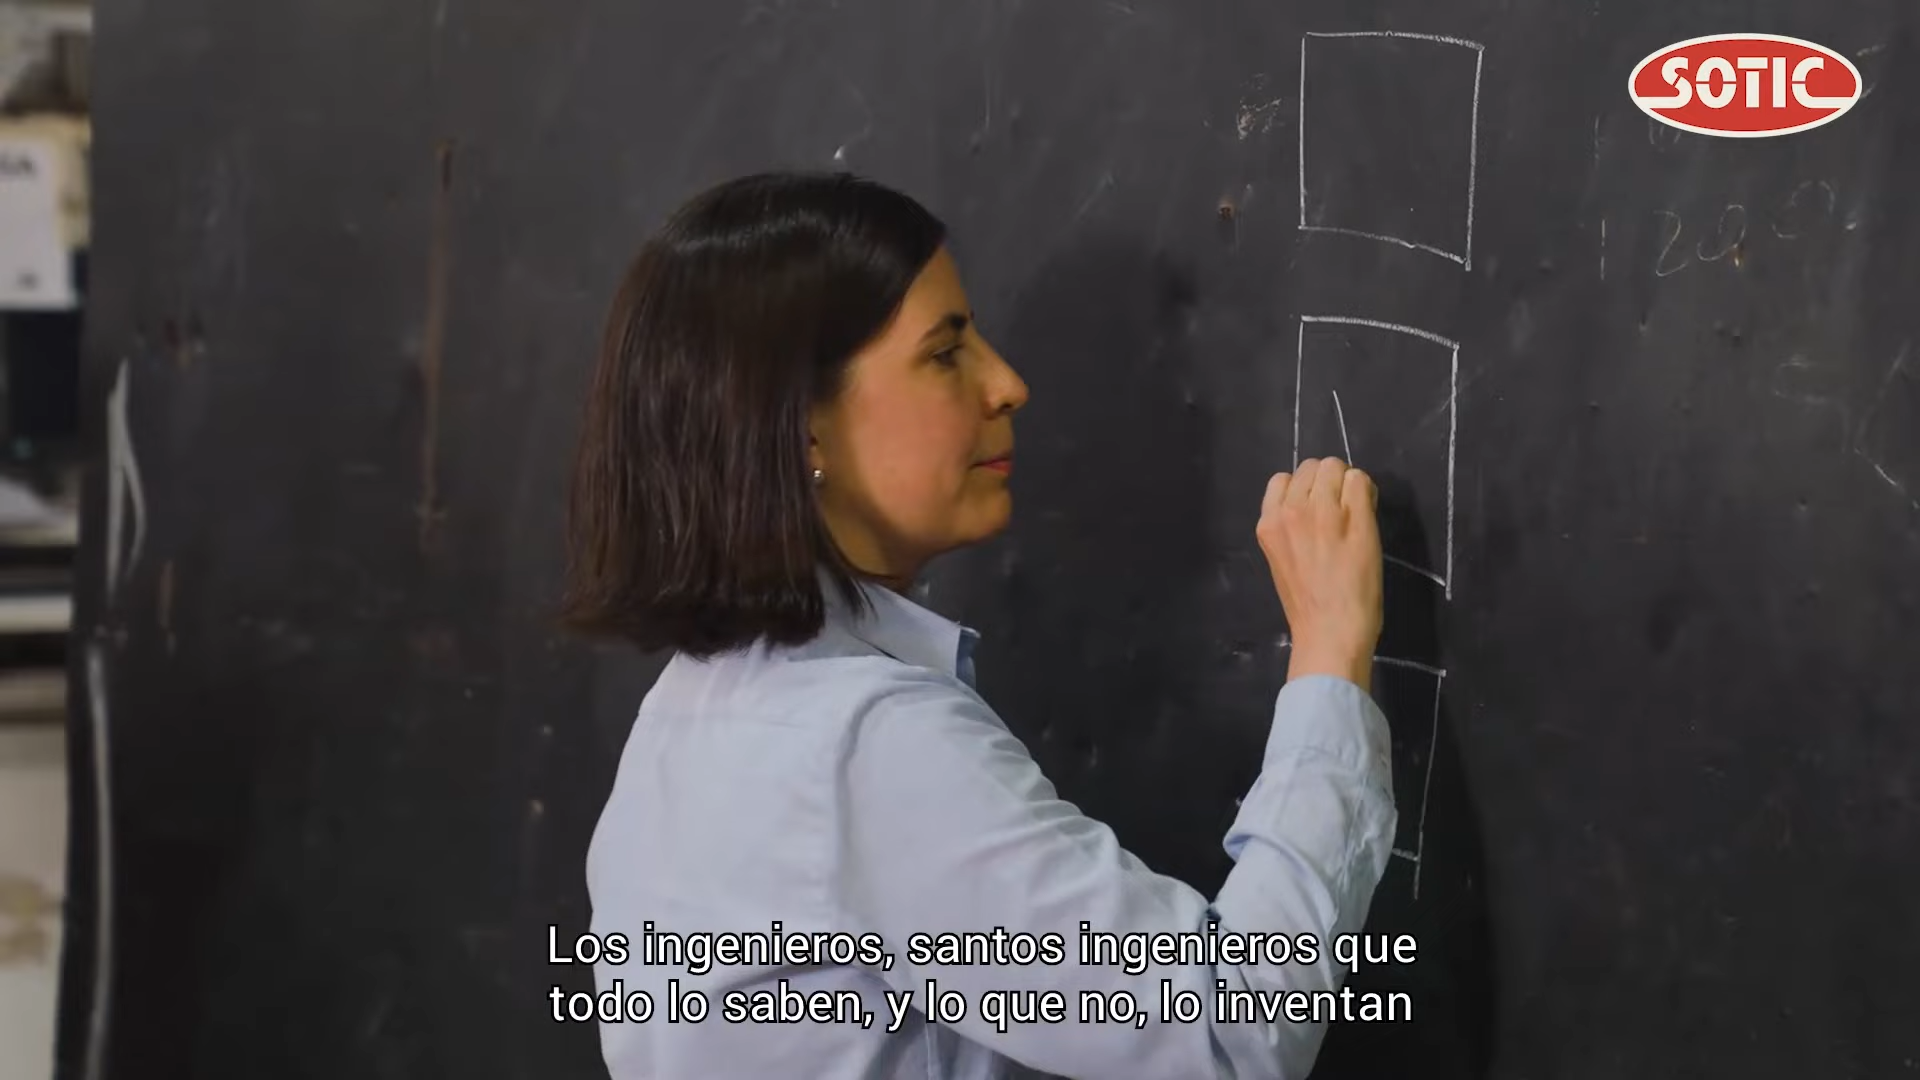 SOTIC
Los ingenieros, santos ingenieros que
todo lo saben, y lo que no, lo inventan